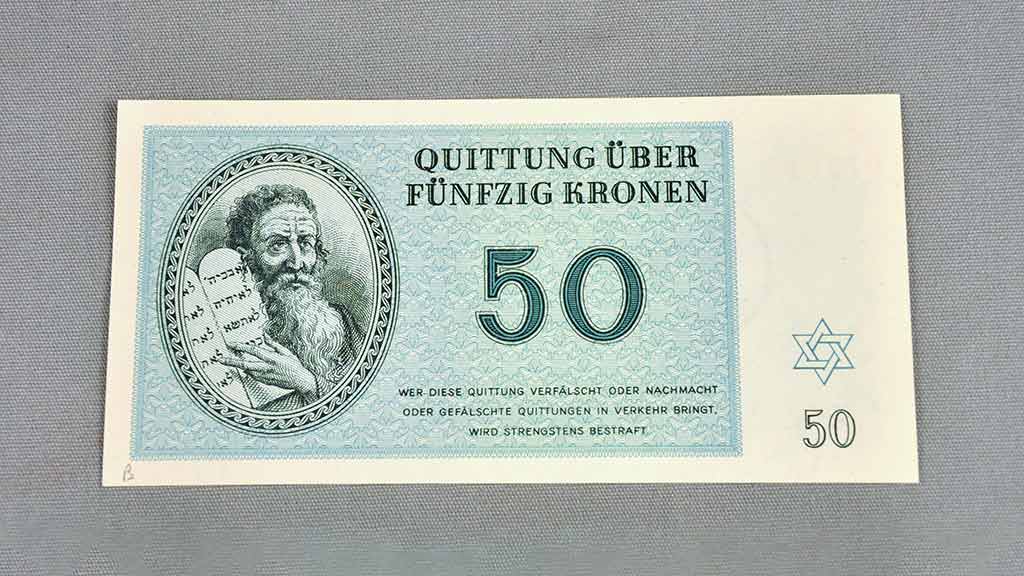 QUITTUNG ÜBER
FÜNFZIG KRONEN
50
WER DIESE QUITTUNG VERFÄLSCHT ODER NACHMACHT
ODER GEFÄLSCHTE QUITTUNGEN IN VERKEHR BRINGT,
WIRD STRENGSTENS BESTRAFT
50